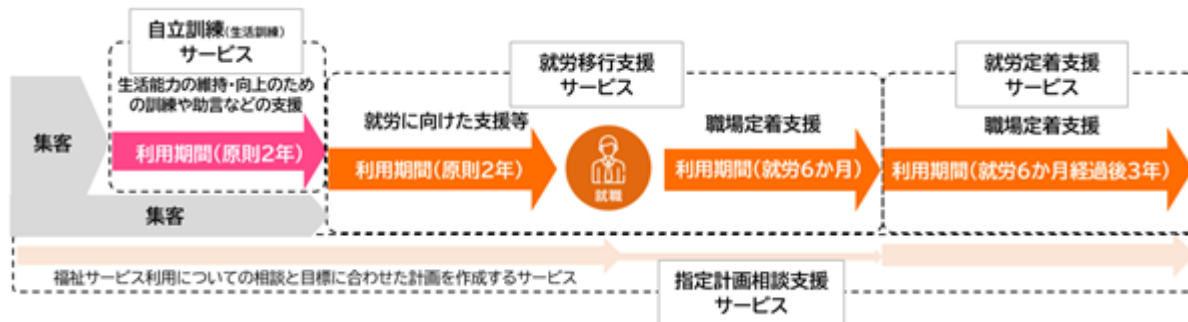 自立訓練(生活訓練)
サービス
生活能力の維持・向上のため
の訓練や助言などの支援
利用期間(原則2年)
集客
集客
就労移行支援
サービス
就労に向けた支援等
利用期間(原則2年)
就職
職場定着支援
利用期間(就労6か月)
就労定着支援
サービス
職場定着支援
利用期間(就労6か月経過後3年)
福祉サービス利用についての相談と目標に合わせた計画を作成するサービス
指定計画相談支援
サービス